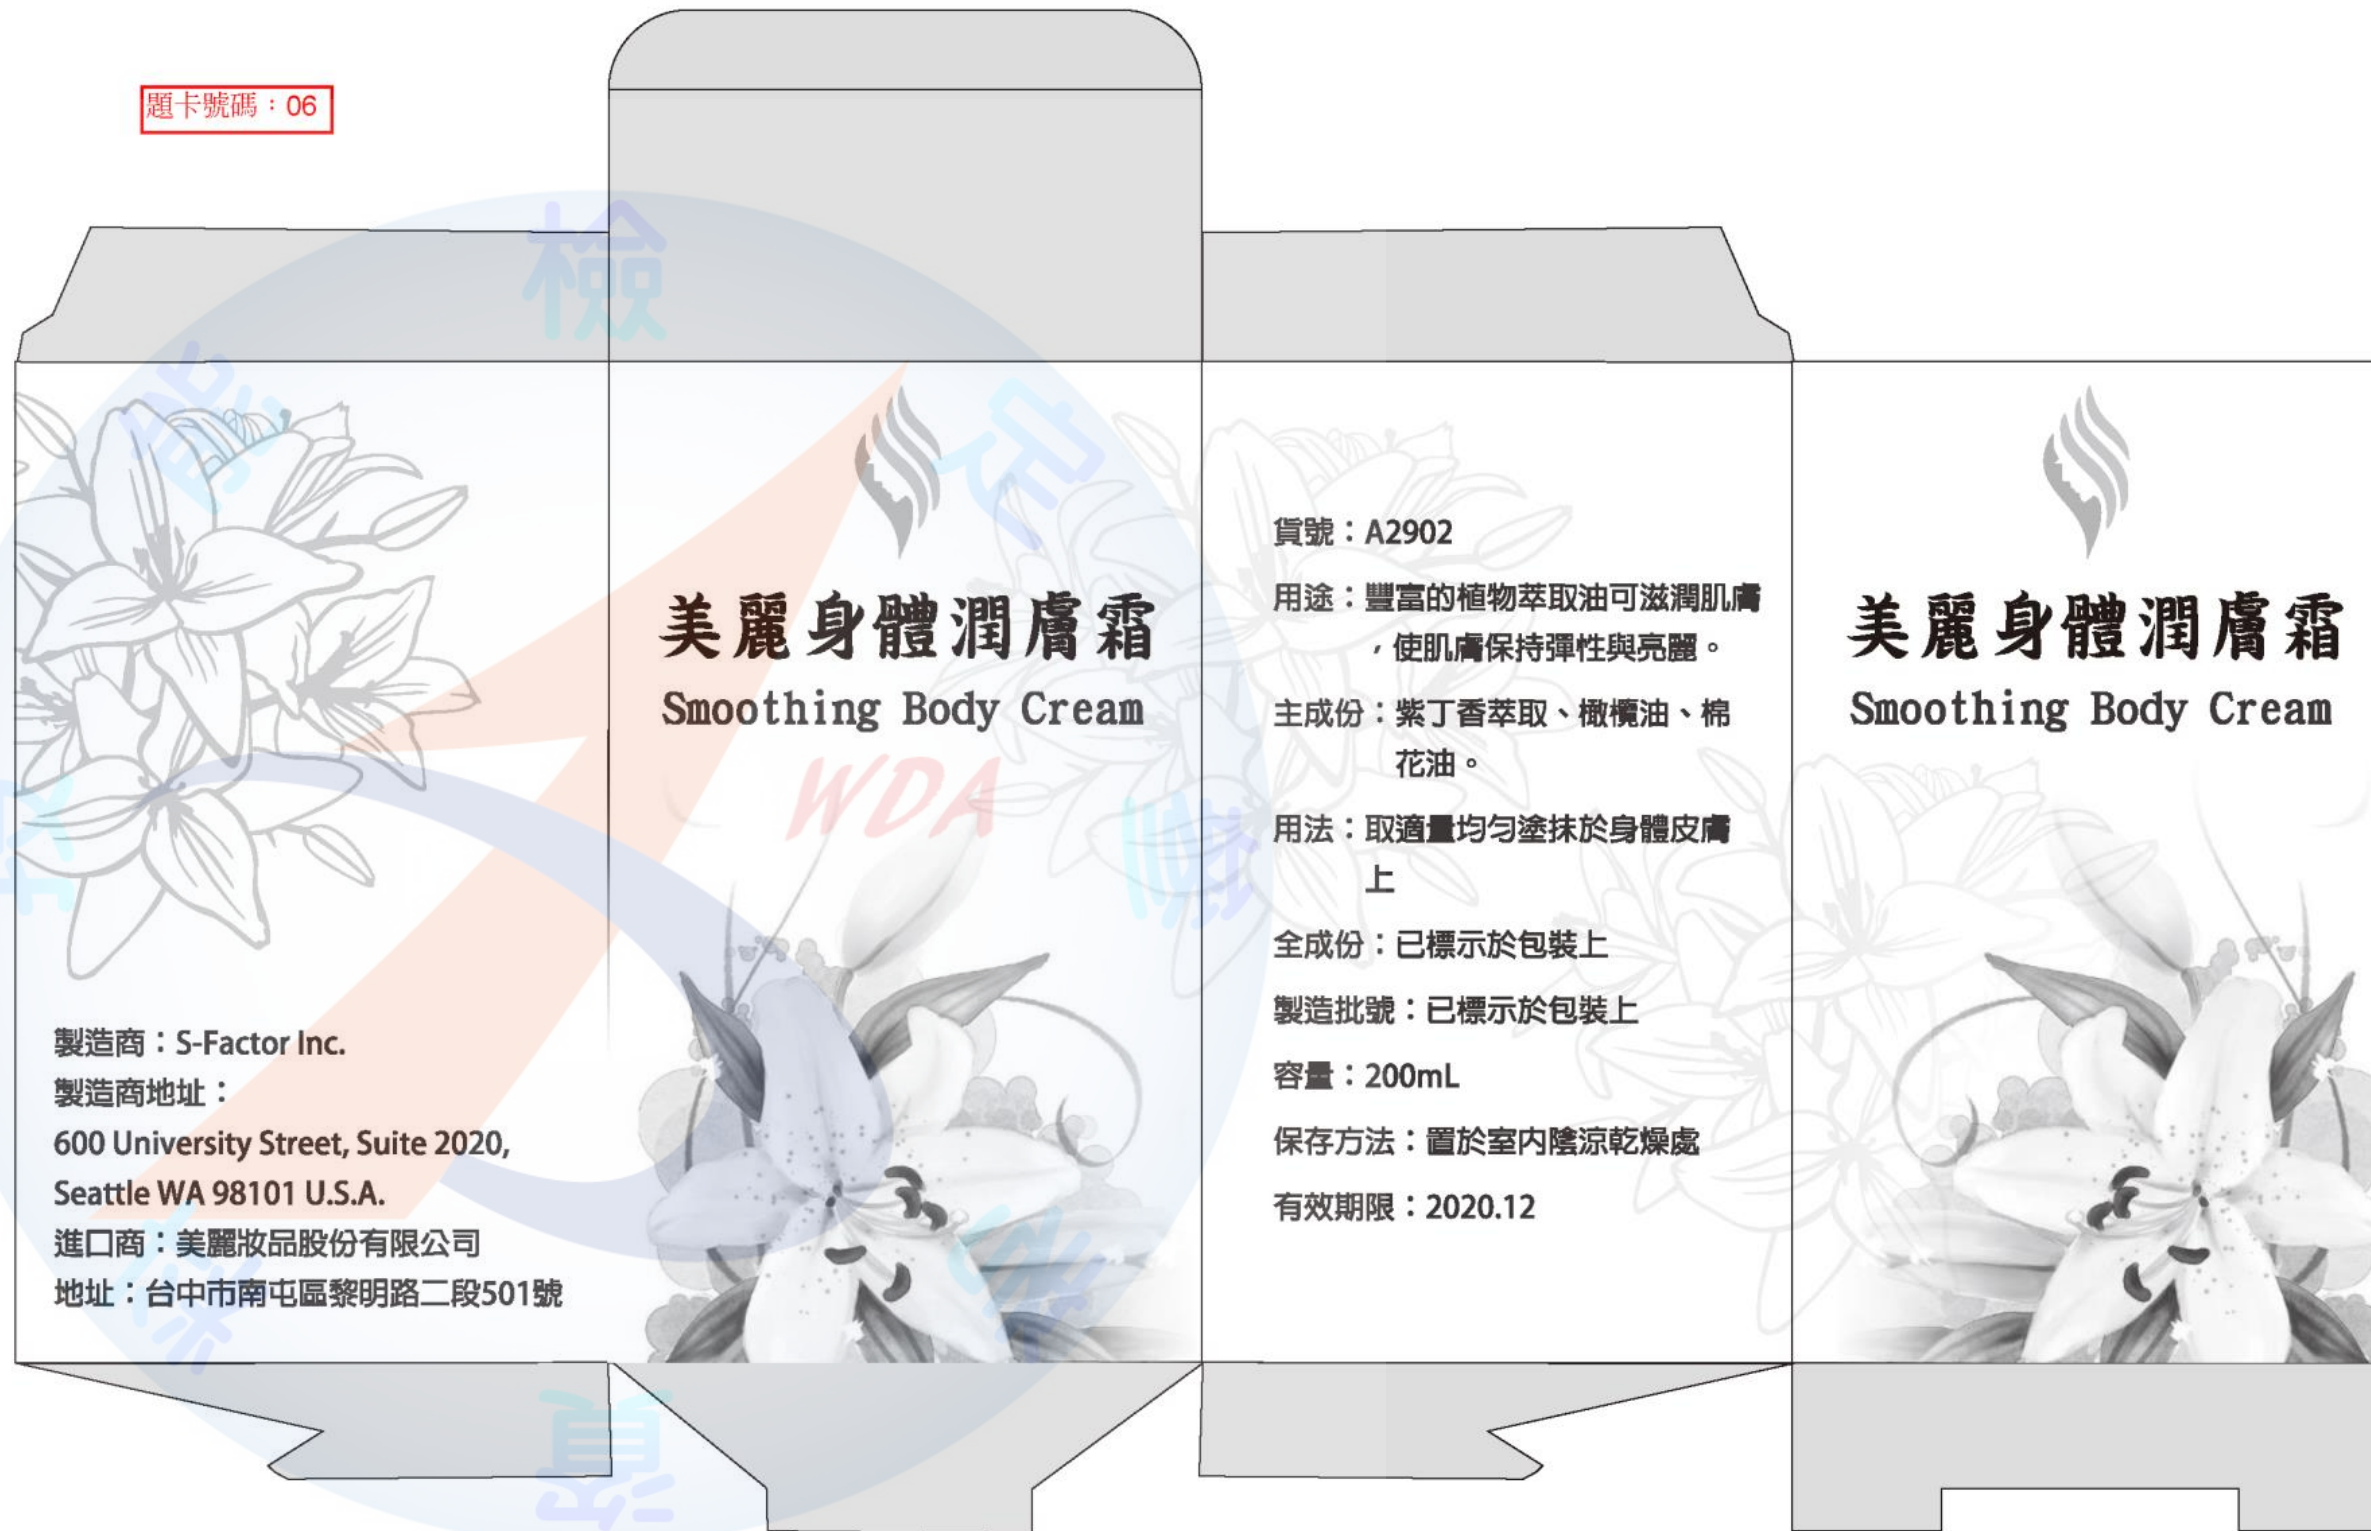 題卡號碼：06
製造商：S-Factor Inc.
製造商地址：
600 University Street, Suite 2020,
Seattle WA 98101 U.S.A.
進口商：美麗妝品股份有限公司
地址：台中市南屯區黎明路二段501號
美麗身體潤膚霜
Smoothing Body Cream
WDA
貨號：A2902
用途：豐富的植物萃取油可滋潤肌膚
，使肌膚保持彈性與亮麗。
主成份：紫丁香萃取、橄欖油、棉
花油。
用法：取適量均勻塗抹於身體皮膚
上
全成份：已標示於包裝上
製造批號：已標示於包裝上
容量：200mL
保存方法：置於室內陰涼乾燥處
有效期限：2020.12
美麗身體潤膚霜
Smoothing Body Cream